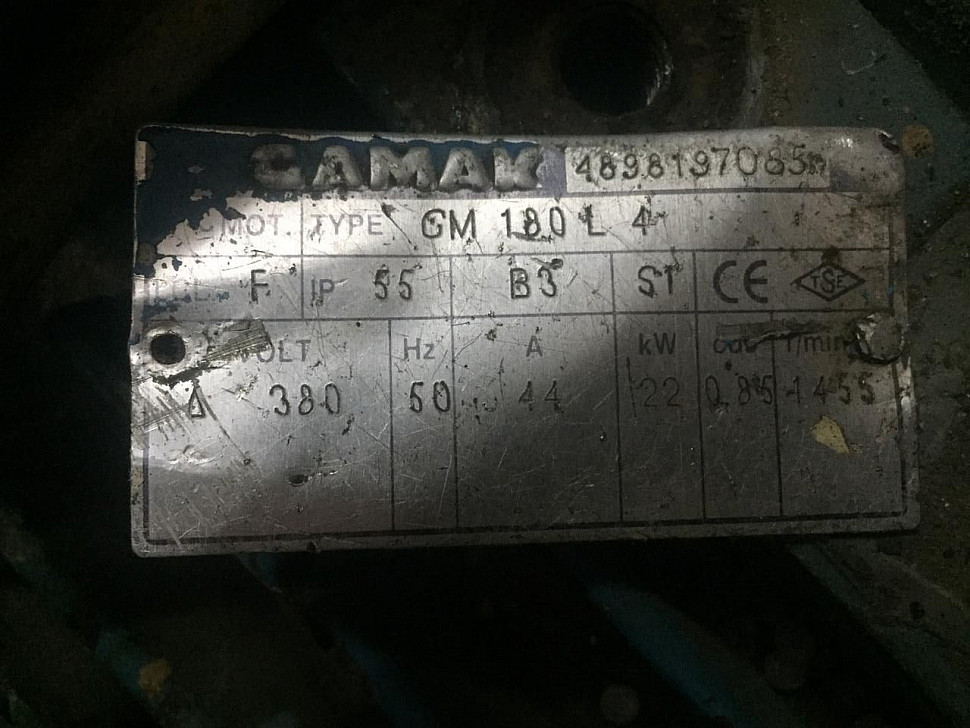 GAMAK 4898197085
MOT. TYPE GM 180 L 4
F IP 55 B3 S1 CE TSE
VOLT Hz A kW cos r/min
Δ 380 50 44 22 0.85 1455